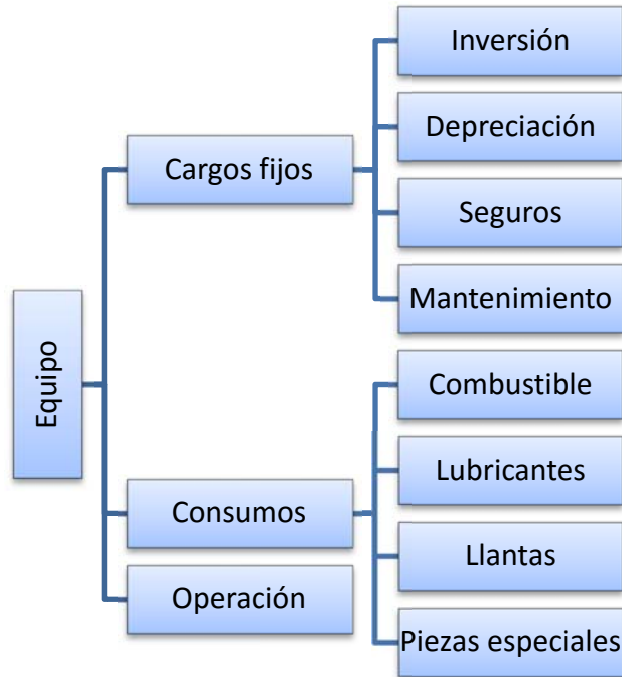 Equipo
Cargos fijos
Inversión
Depreciación
Seguros
Mantenimiento
Consumos
Combustible
Lubricantes
Llantas
Piezas especiales
Operación